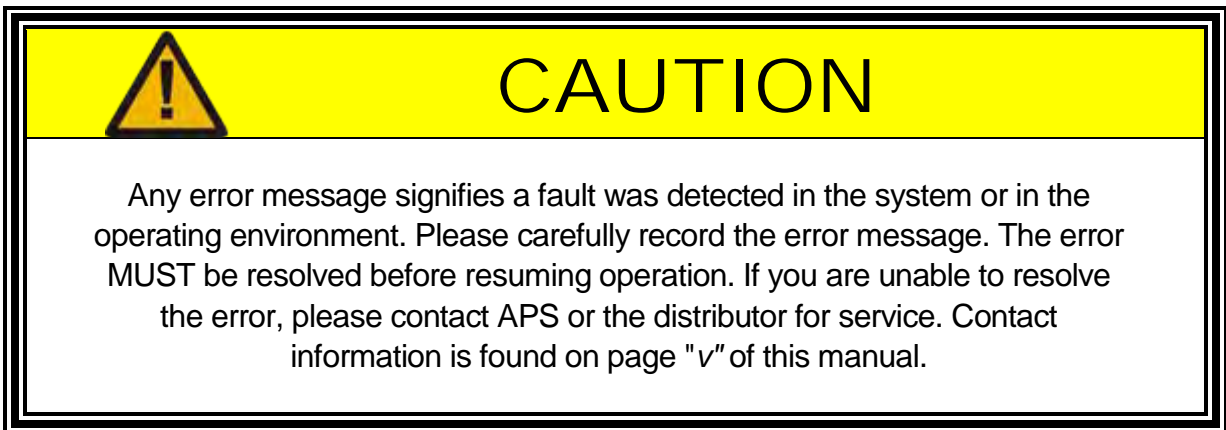 CAUTION
Any error message signifies a fault was detected in the system or in the
operating environment. Please carefully record the error message. The error
MUST be resolved before resuming operation. If you are unable to resolve
the error, please contact APS or the distributor for service. Contact
information is found on page "v" of this manual.